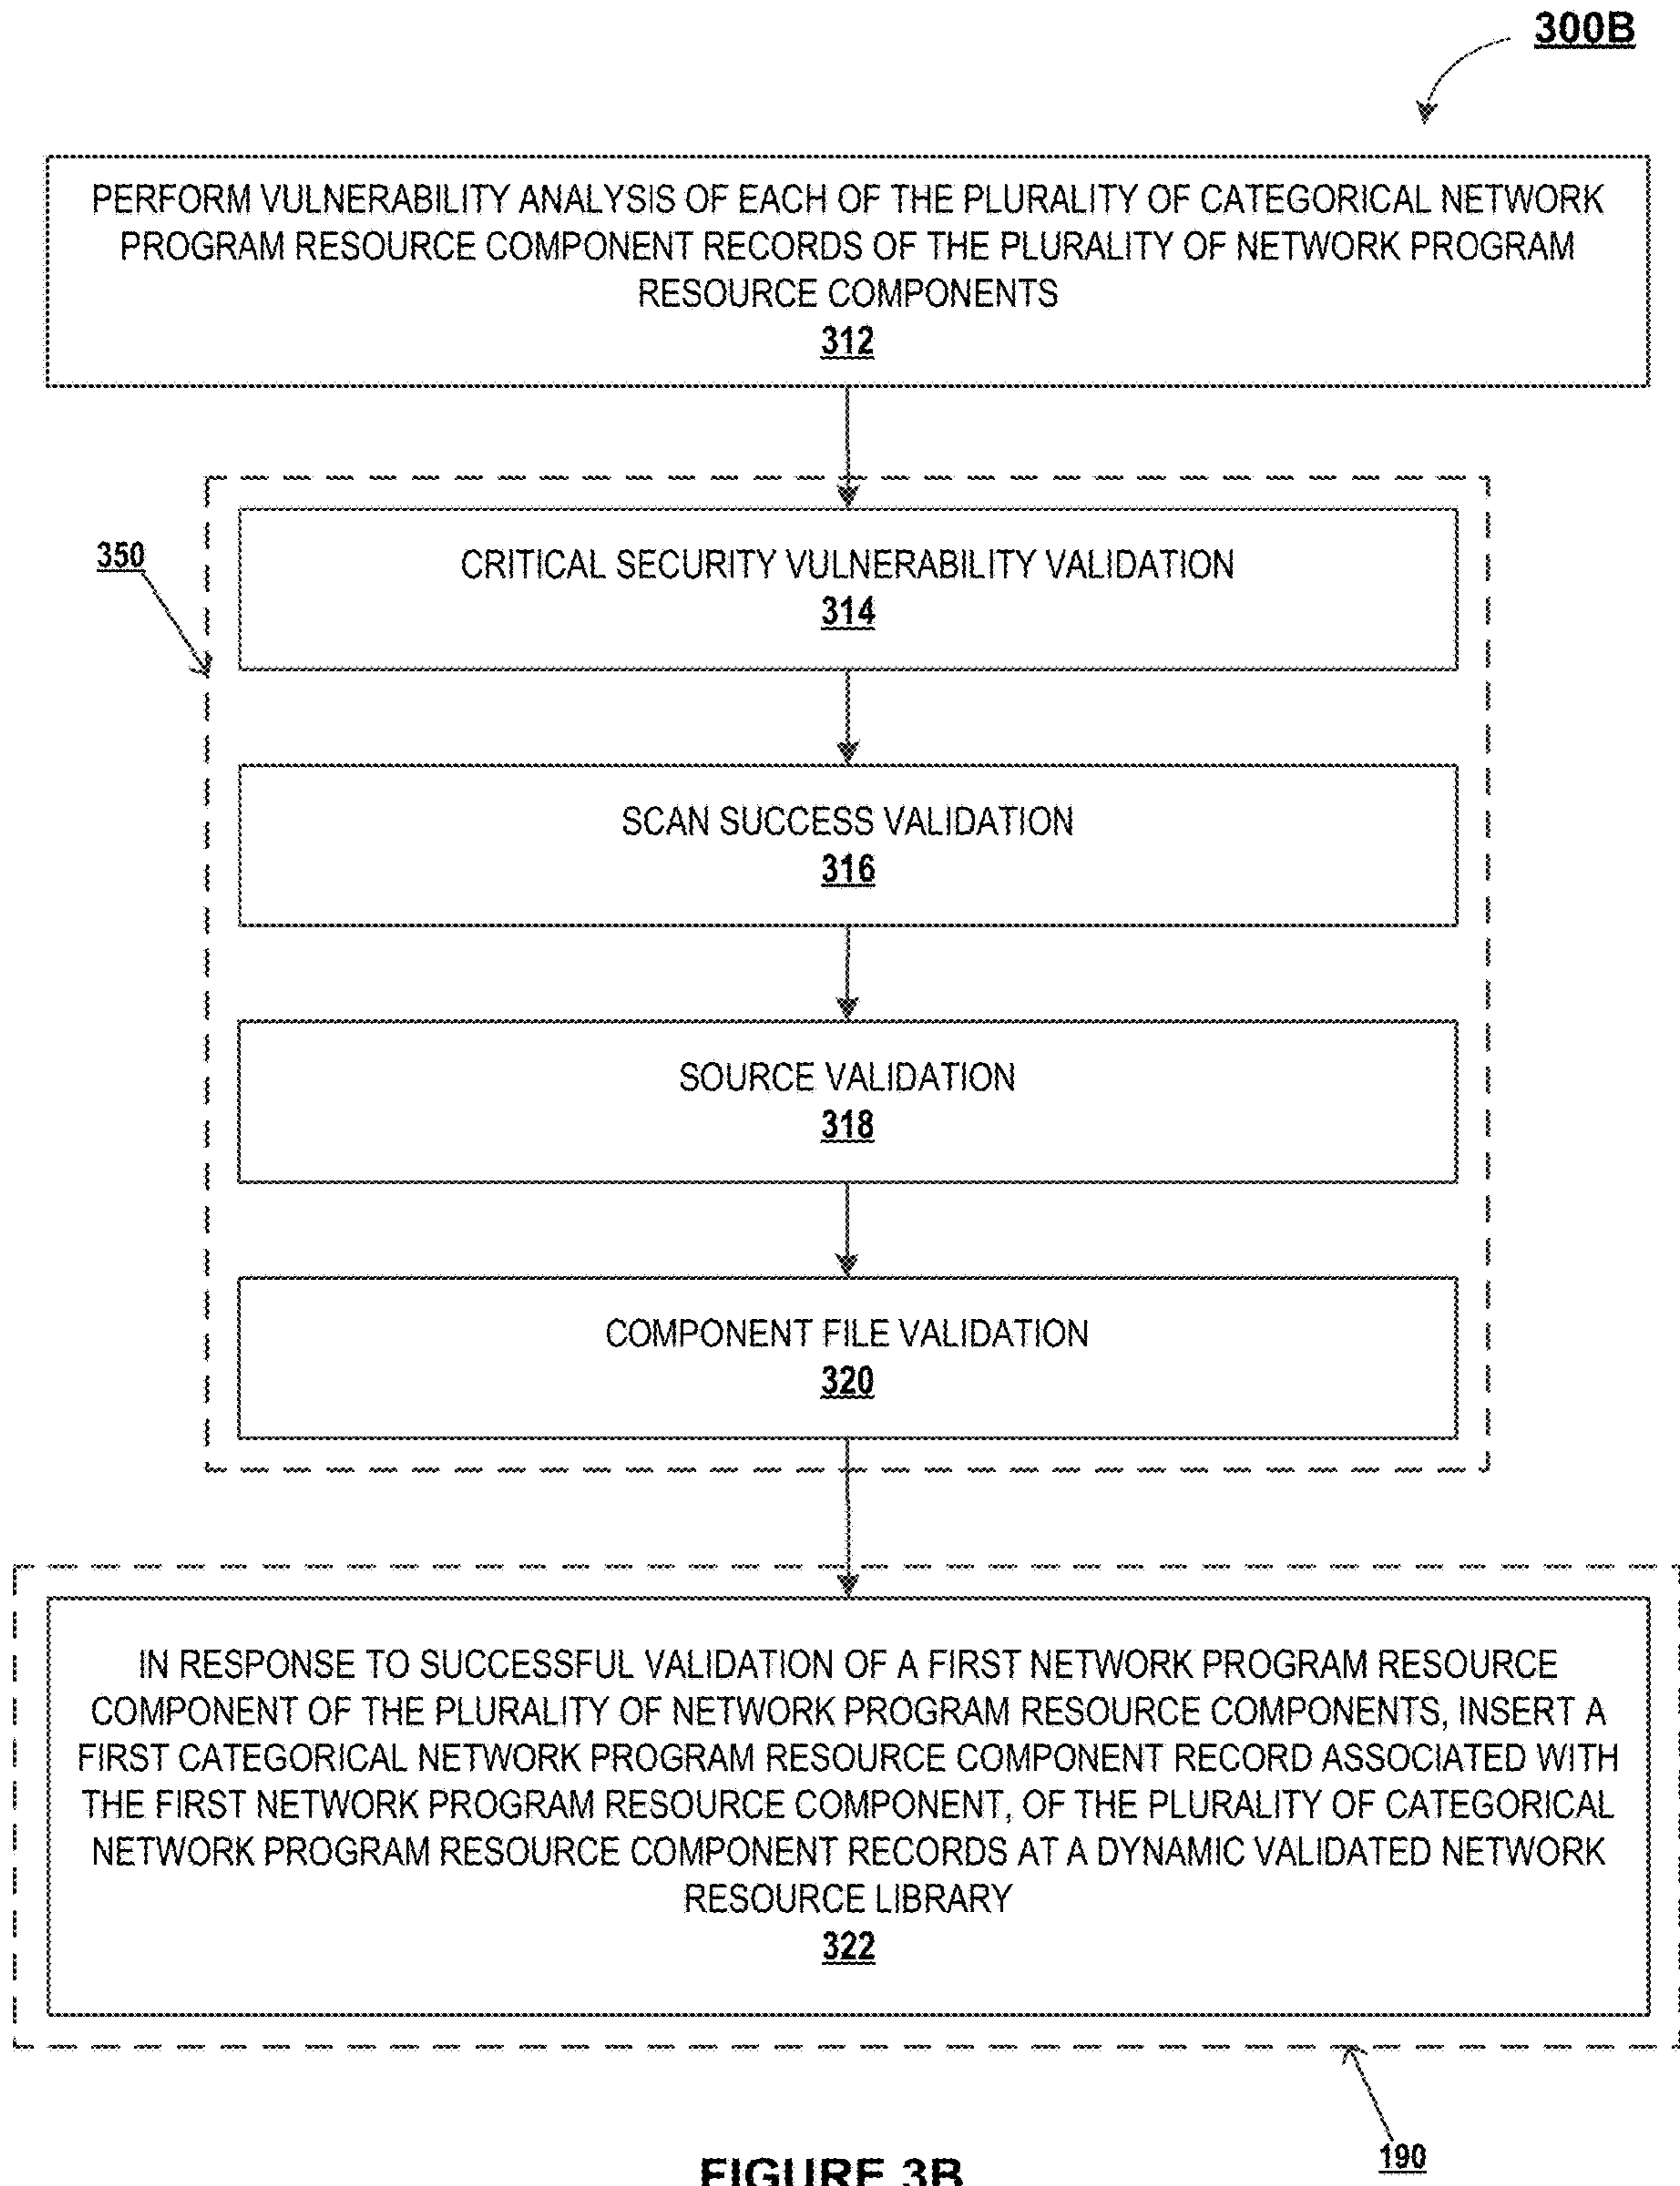 300B
PERFORM VULNERABILITY ANALYSIS OF EACH OF THE PLURALITY OF CATEGORICAL NETWORK
PROGRAM RESOURCE COMPONENT RECORDS OF THE PLURALITY OF NETWORK PROGRAM
RESOURCE COMPONENTS
312
350
CRITICAL SECURITY VULNERABILITY VALIDATION
314
SCAN SUCCESS VALIDATION
316
SOURCE VALIDATION
318
COMPONENT FILE VALIDATION
320
IN RESPONSE TO SUCCESSFUL VALIDATION OF A FIRST NETWORK PROGRAM RESOURCE
COMPONENT OF THE PLURALITY OF NETWORK PROGRAM RESOURCE COMPONENTS, INSERT A
FIRST CATEGORICAL NETWORK PROGRAM RESOURCE COMPONENT RECORD ASSOCIATED WITH
THE FIRST NETWORK PROGRAM RESOURCE COMPONENT, OF THE PLURALITY OF CATEGORICAL
NETWORK PROGRAM RESOURCE COMPONENT RECORDS AT A DYNAMIC VALIDATED NETWORK
RESOURCE LIBRARY
322
190
FIGURE 3B